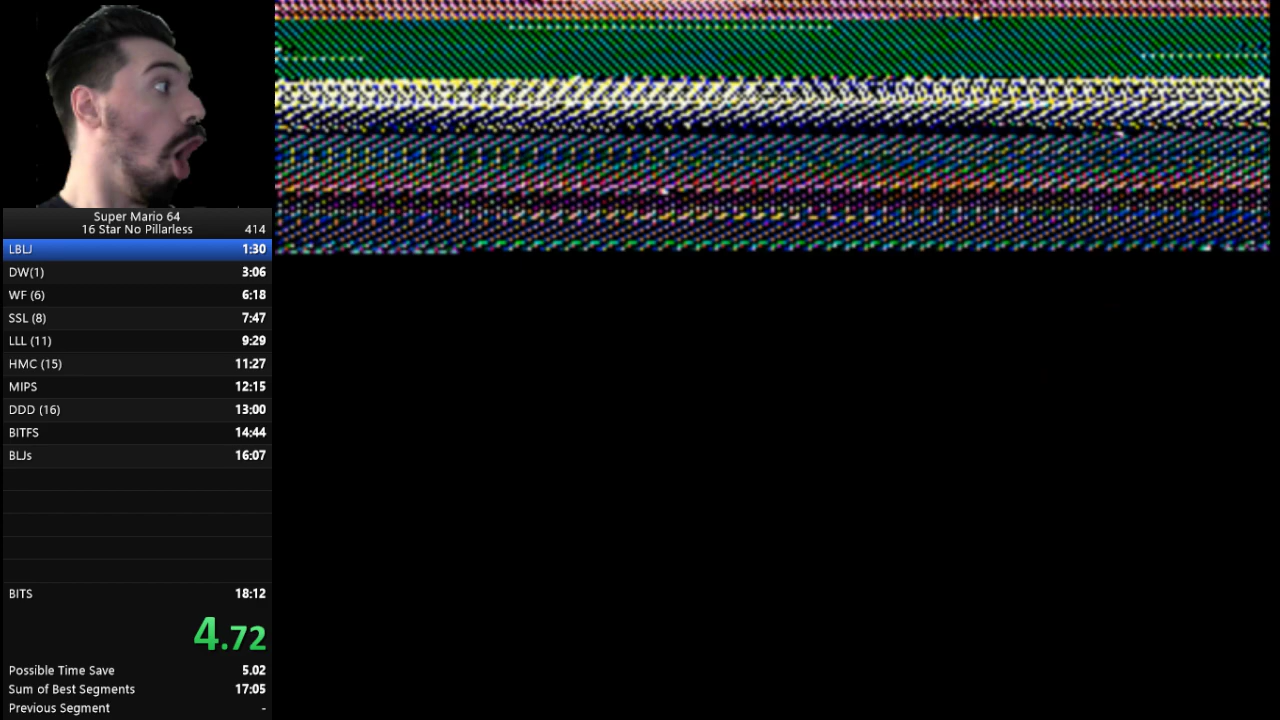 Super Mario 64
16 Star No Pillarless 414
LBLJ 1:30
DW(1) 3:06
WF (6) 6:18
SSL (8) 7:47
LLL (11) 9:29
HMC (15) 11:27
MIPS 12:15
DDD (16) 13:00
BITFS 14:44
BLJs 16:07
BITS 18:12
4.72
Possible Time Save 5.02
Sum of Best Segments 17:05
Previous Segment -